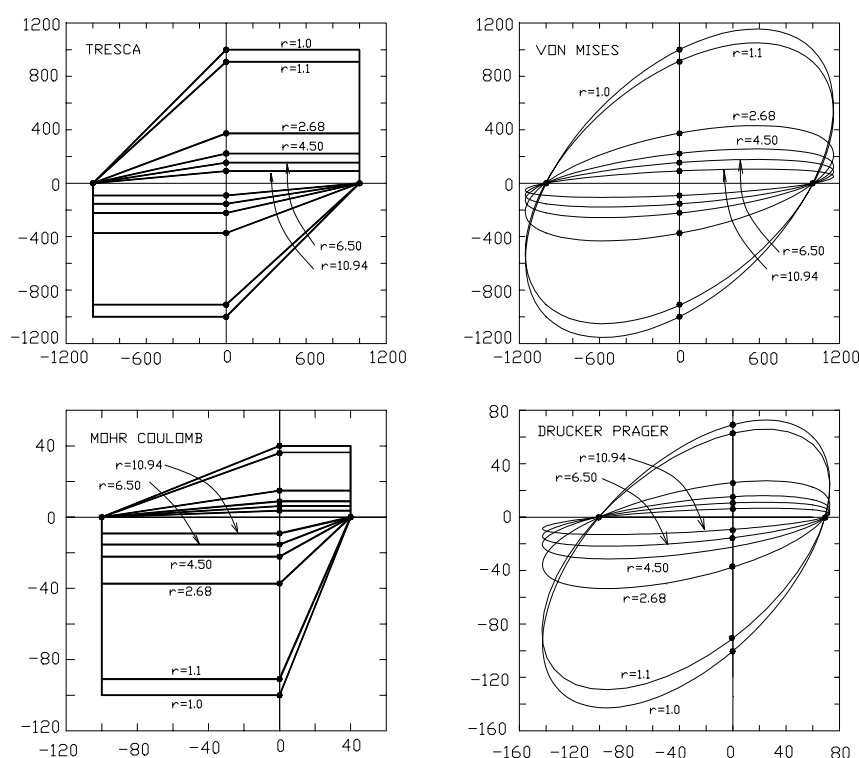 1200
TRESCA
r=1.0
r=1.1
800
400
r=2.68
r=4.50
0
-400
r=6.50
r=10.94
-800
-1200
-1200
-600
0
600
1200
1200
VON MISES
r=1.1
r=1.0
800
400
r=2.68
r=4.50
0
-400
r=6.50
r=10.94
-800
-1200
-1200
-600
0
600
1200
40
MOHR COULOMB
r=10.94
r=6.50
0
r=4.50
-40
r=2.68
-80
r=1.1
r=1.0
-120
-120
-80
-40
0
40
80
DRUCKER PRAGER
40
r=10.94
r=6.50
0
-40
r=4.50
r=2.68
-80
r=1.1
-120
r=1.0
-160
-160
-80
0
80